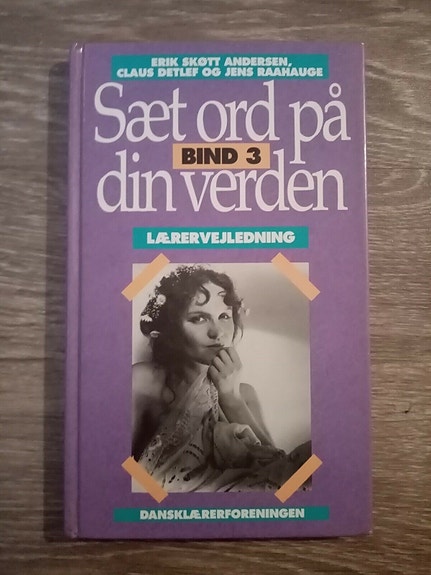 ERIK SKØTT ANDERSEN,
CLAUS DETLEF OG JENS RAAHAUGE
Sæt ord på
BIND 3
din verden
LÆRERVEJLEDNING
DANSKLÆRERFORENINGEN